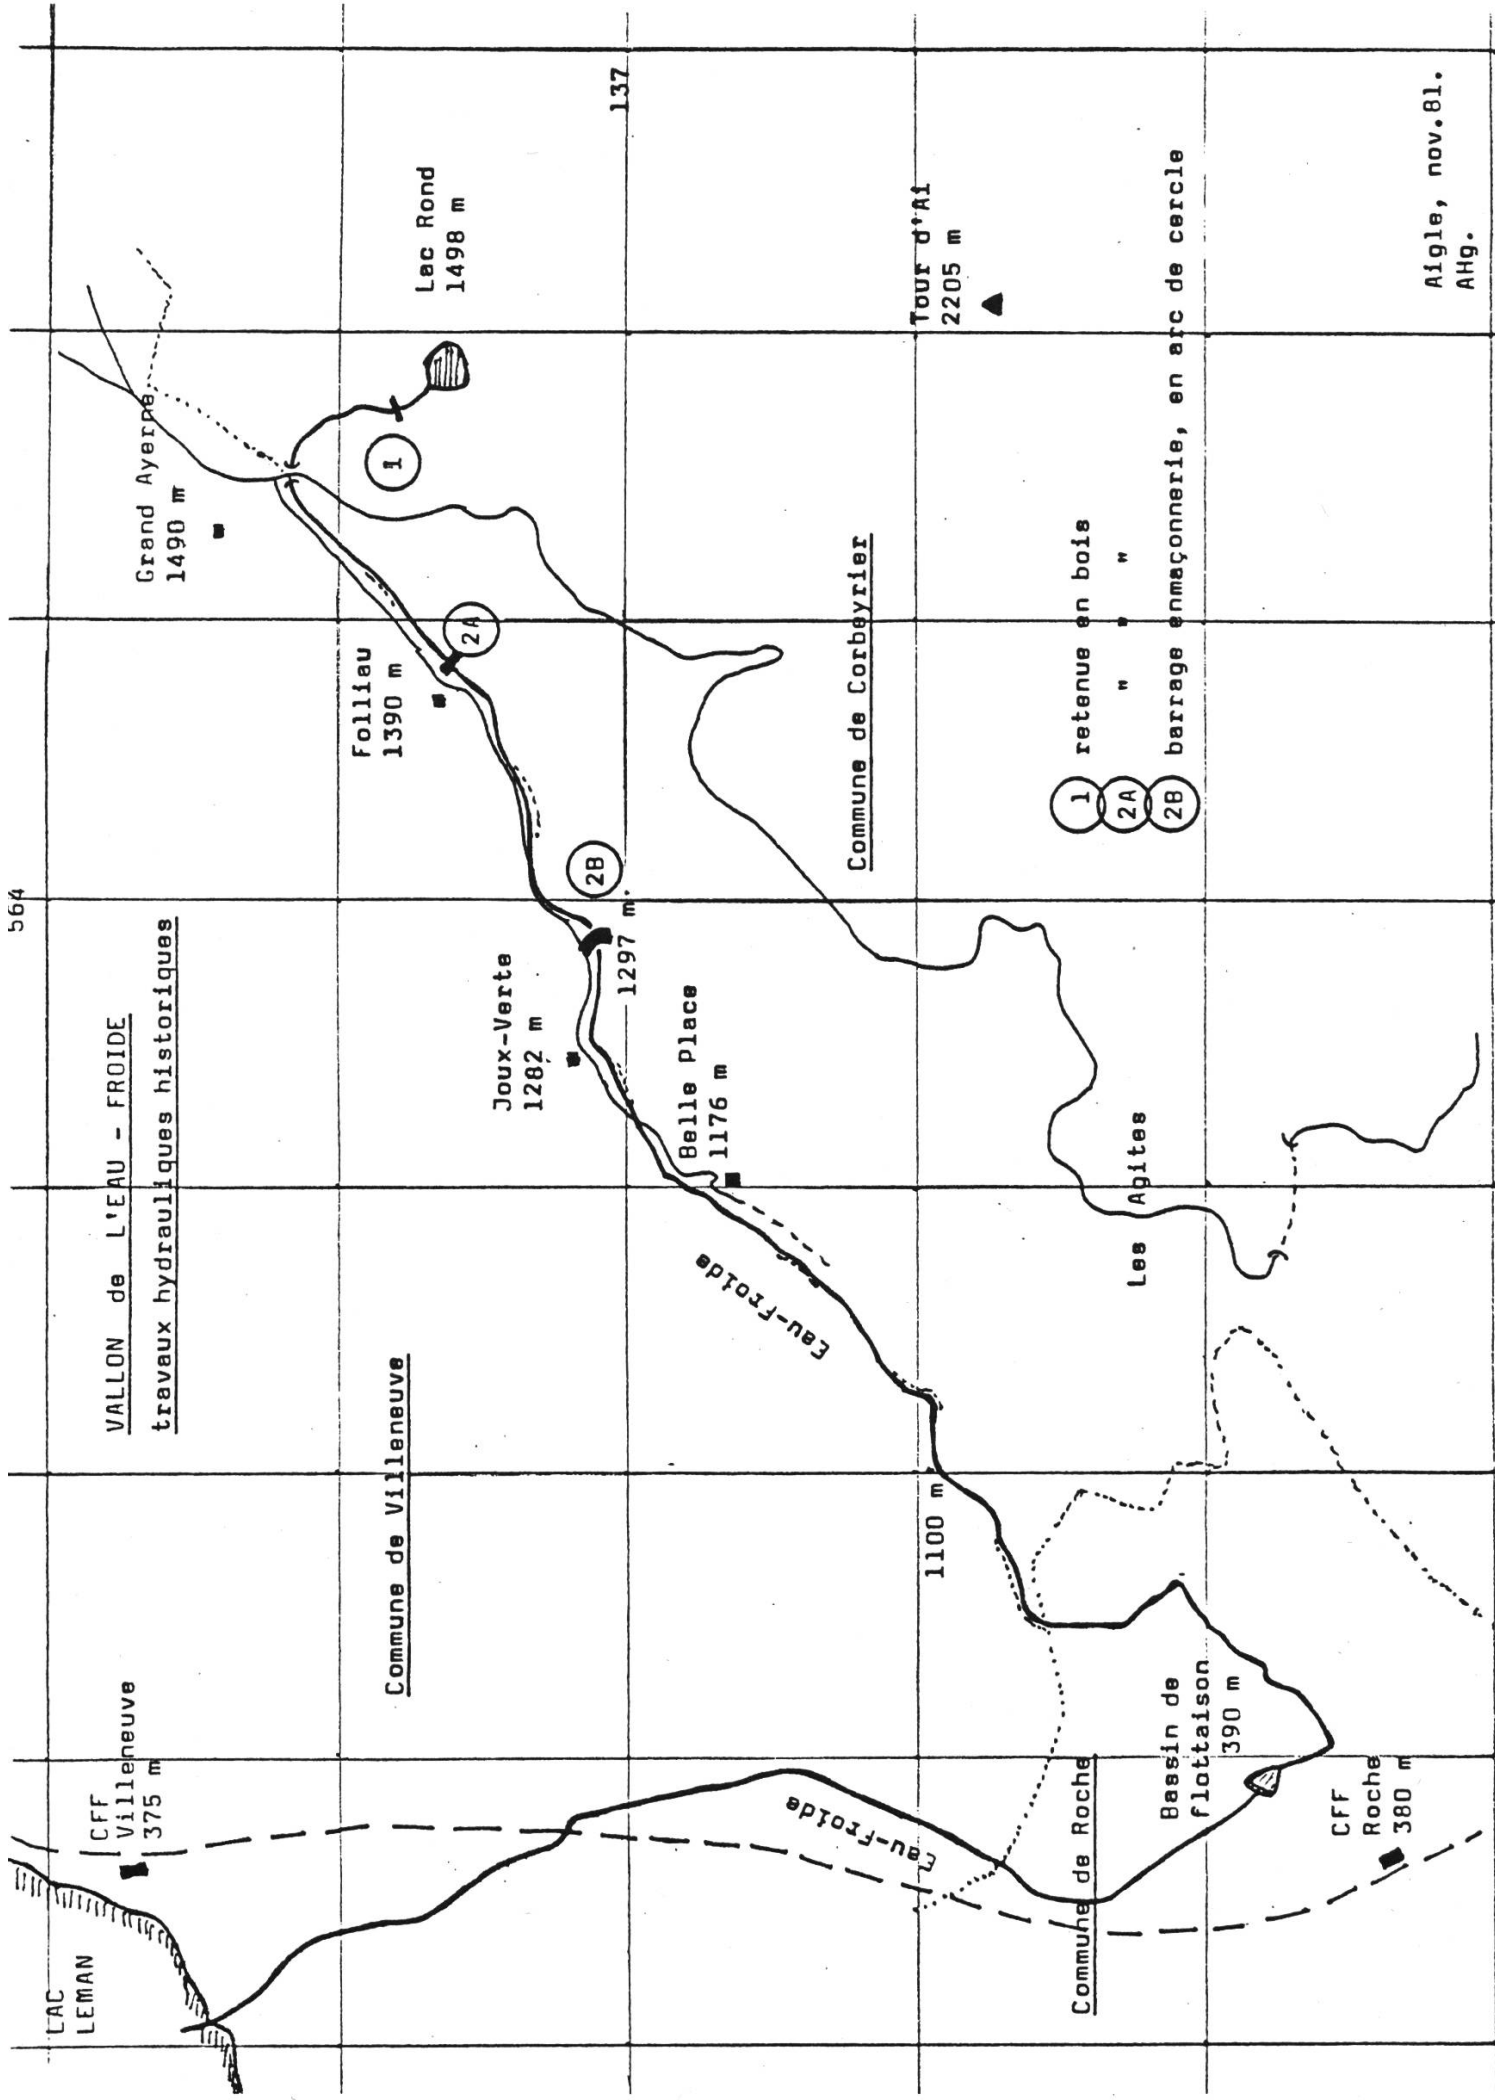 VALLON de L'EAU - FROIDE
travaux hydrauliques historiques
564
137
LAC
LEMAN
CFF
Villeneuve
375 m
Commune de Villeneuve
Grand Ayerne
1490 m
Lac Rond
1498 m
1
Folliau
1390 m
2A
Joux-Verte
1282 m
2B
1297 m.
Belle Place
1176 m
Eau-Froide
Tour d'Aï
2205 m
Commune de Corbeyrier
1100 m
Les Agites
Eau-Froide
Commune de Roche
Bassin de
flottaison
390 m
CFF
Roche
380 m
1 retenue en bois
2A " " "
2B barrage enmaçonnerie, en arc de cercle
Aigle, nov.81.
AHg.